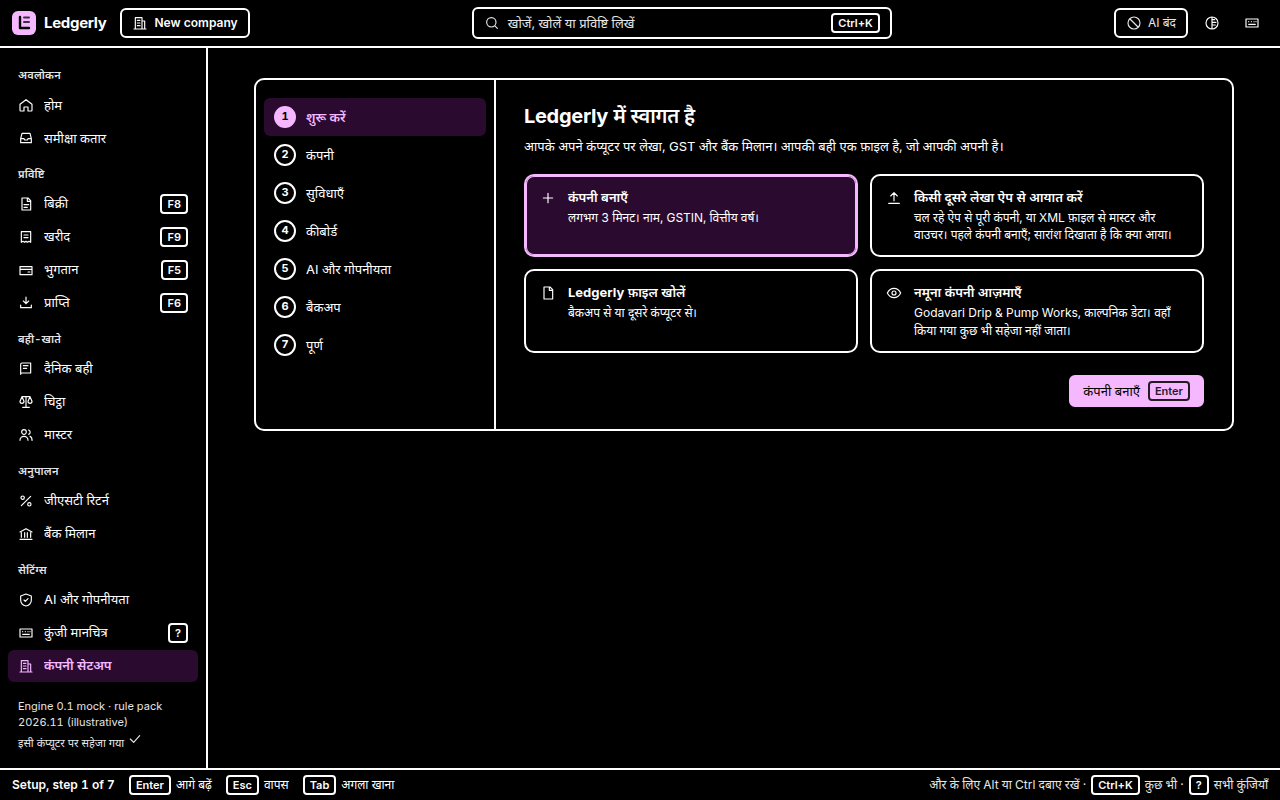 Ledgerly
New company
खोजें, खोलें या प्रविष्टि लिखें
Ctrl+K
AI बंद
अवलोकन
होम
समीक्षा कतार
प्रविष्टि
बिक्री F8
खरीद F9
भुगतान F5
प्राप्ति F6
बही-खाते
दैनिक बही
चिट्ठा
मास्टर
अनुपालन
जीएसटी रिटर्न
बैंक मिलान
सेटिंग्स
AI और गोपनीयता
कुंजी मानचित्र ?
कंपनी सेटअप
Engine 0.1 mock · rule pack
2026.11 (illustrative)
इसी कंप्यूटर पर सहेजा गया
1 शुरू करें
2 कंपनी
3 सुविधाएँ
4 कीबोर्ड
5 AI और गोपनीयता
6 बैकअप
7 पूर्ण
Ledgerly में स्वागत है
आपके अपने कंप्यूटर पर लेखा, GST और बैंक मिलान। आपकी बही एक फ़ाइल है, जो आपकी अपनी है।
कंपनी बनाएँ
लगभग 3 मिनट। नाम, GSTIN, वित्तीय वर्ष।
किसी दूसरे लेखा ऐप से आयात करें
चल रहे ऐप से पूरी कंपनी, या XML फ़ाइल से मास्टर और
वाउचर। पहले कंपनी बनाएँ; सारांश दिखाता है कि क्या आया।
Ledgerly फ़ाइल खोलें
बैकअप से या दूसरे कंप्यूटर से।
नमूना कंपनी आज़माएँ
Godavari Drip & Pump Works, काल्पनिक डेटा। वहाँ
किया गया कुछ भी सहेजा नहीं जाता।
कंपनी बनाएँ Enter
Setup, step 1 of 7 Enter आगे बढ़ें Esc वापस Tab अगला खाना
और के लिए Alt या Ctrl दबाए रखें · Ctrl+K कुछ भी · ? सभी कुंजियाँ